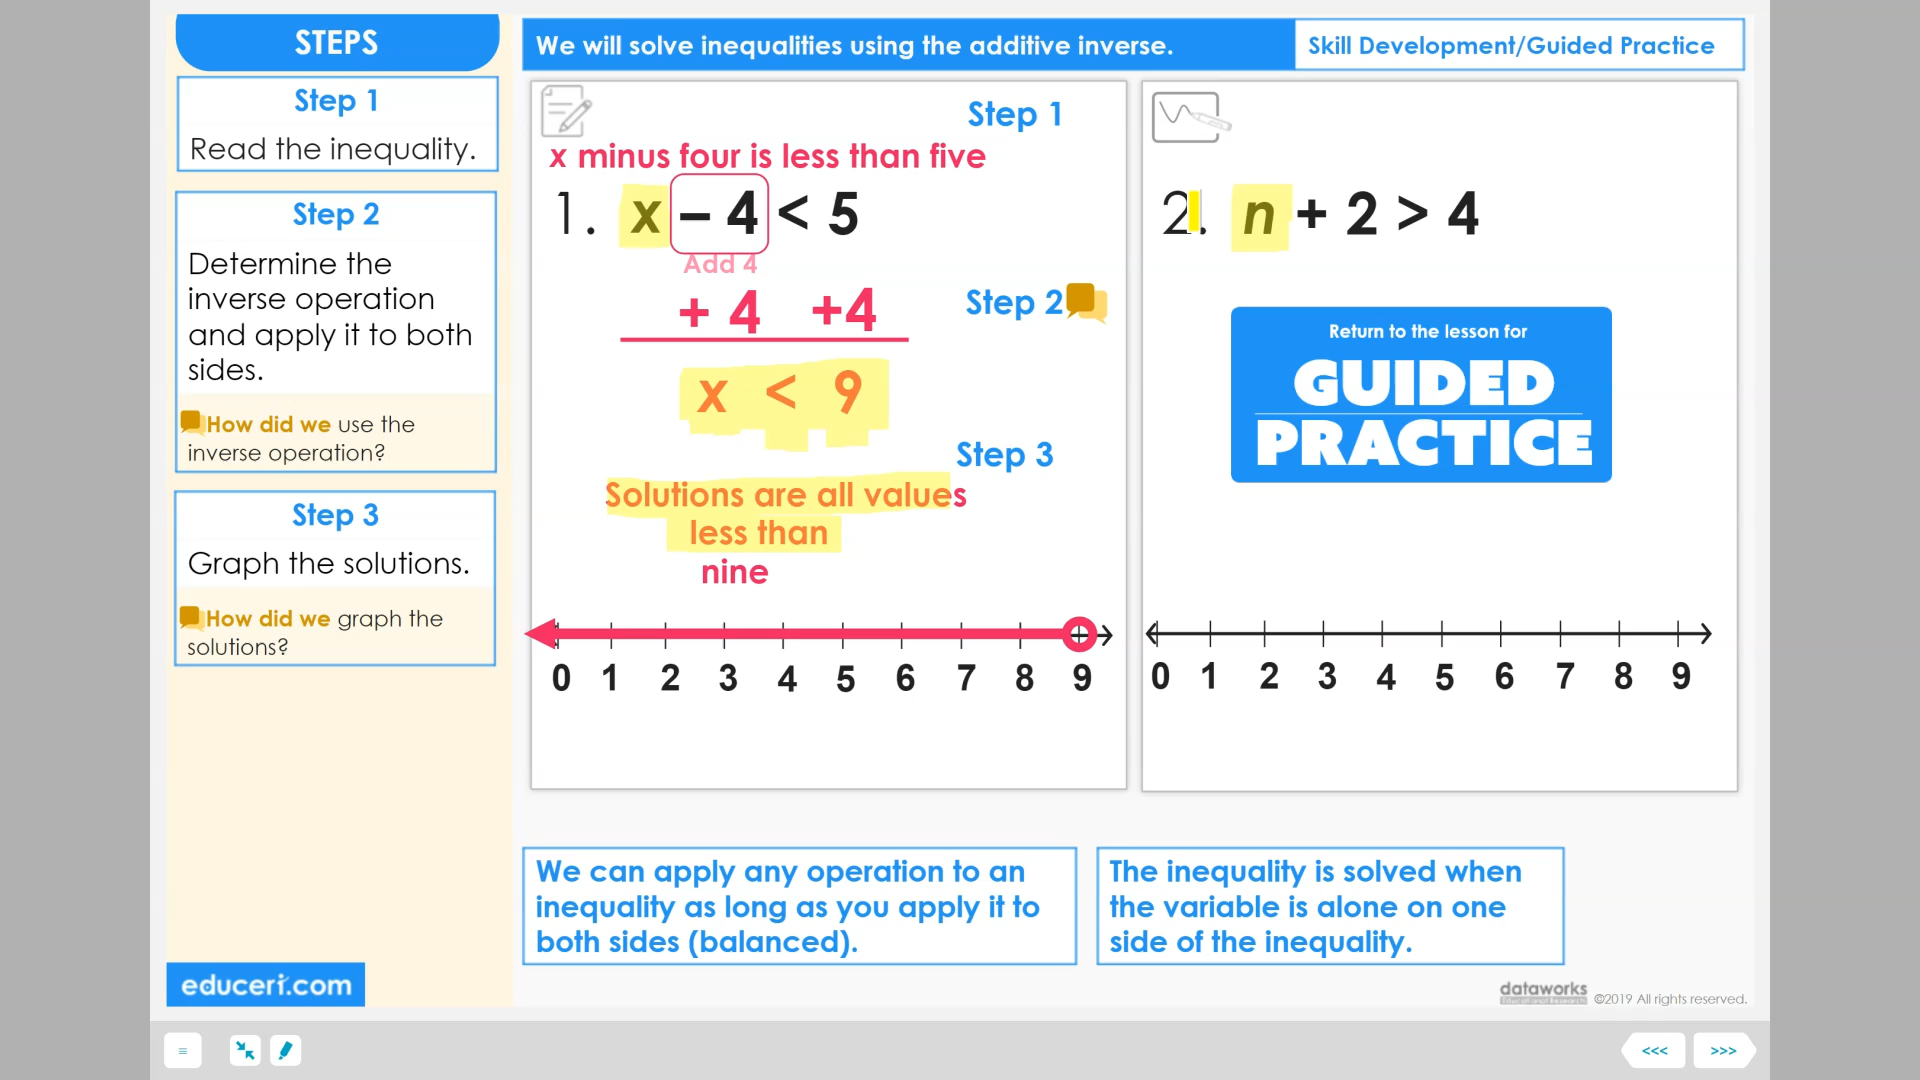 STEPS
Step 1
Read the inequality.
Step 2
Determine the
inverse operation
and apply it to both
sides.
How did we use the
inverse operation?
Step 3
Graph the solutions.
How did we graph the
solutions?
educeri.com
We will solve inequalities using the additive inverse.
Skill Development/Guided Practice
Step 1
x minus four is less than five
1. x – 4 < 5
Add 4
+ 4 +4
Step 2
x < 9
Step 3
Solutions are all values
less than
nine
0 1 2 3 4 5 6 7 8 9
2. n + 2 > 4
Return to the lesson for
GUIDED
PRACTICE
0 1 2 3 4 5 6 7 8 9
We can apply any operation to an
inequality as long as you apply it to
both sides (balanced).
The inequality is solved when
the variable is alone on one
side of the inequality.
dataworks
Educational Research
©2019 All rights reserved.
<<< >>>